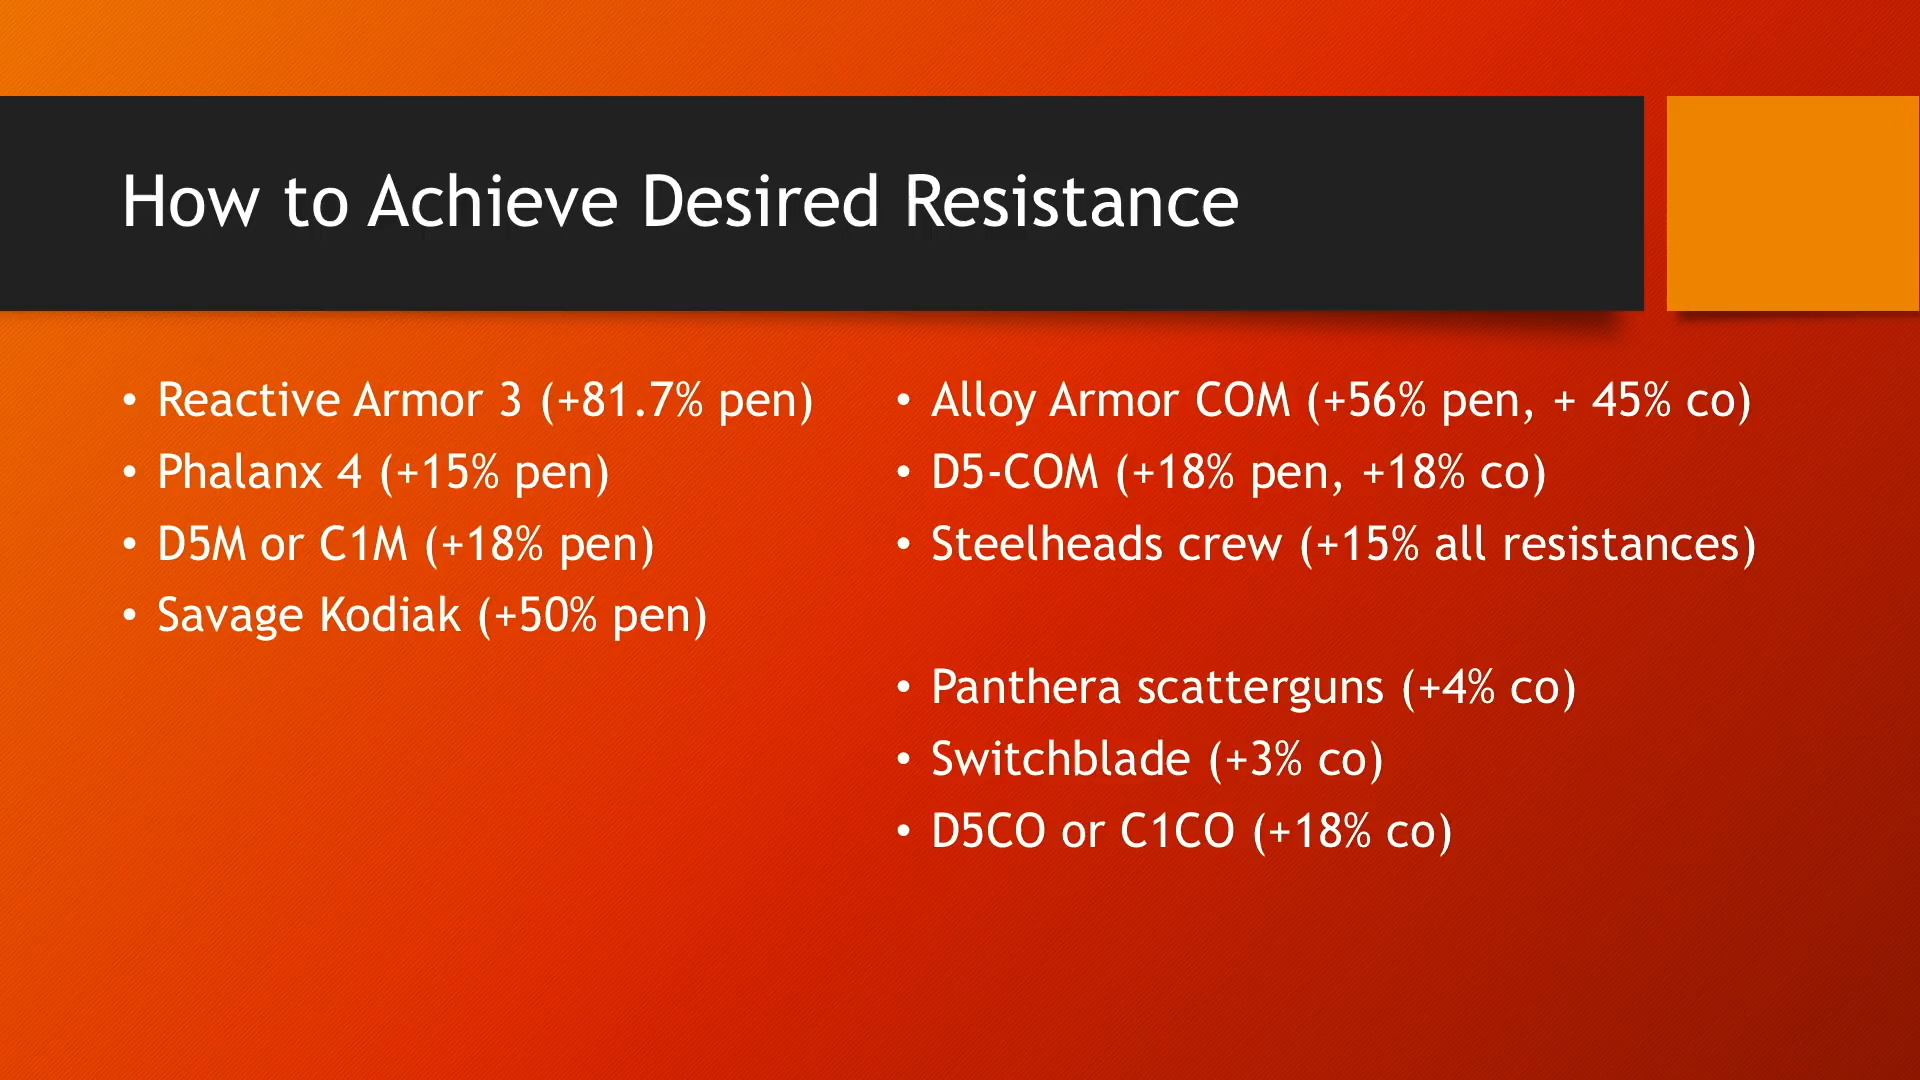 How to Achieve Desired Resistance
• Reactive Armor 3 (+81.7% pen)
• Phalanx 4 (+15% pen)
• D5M or C1M (+18% pen)
• Savage Kodiak (+50% pen)
• Alloy Armor COM (+56% pen, + 45% co)
• D5-COM (+18% pen, +18% co)
• Steelheads crew (+15% all resistances)
• Panthera scatterguns (+4% co)
• Switchblade (+3% co)
• D5CO or C1CO (+18% co)